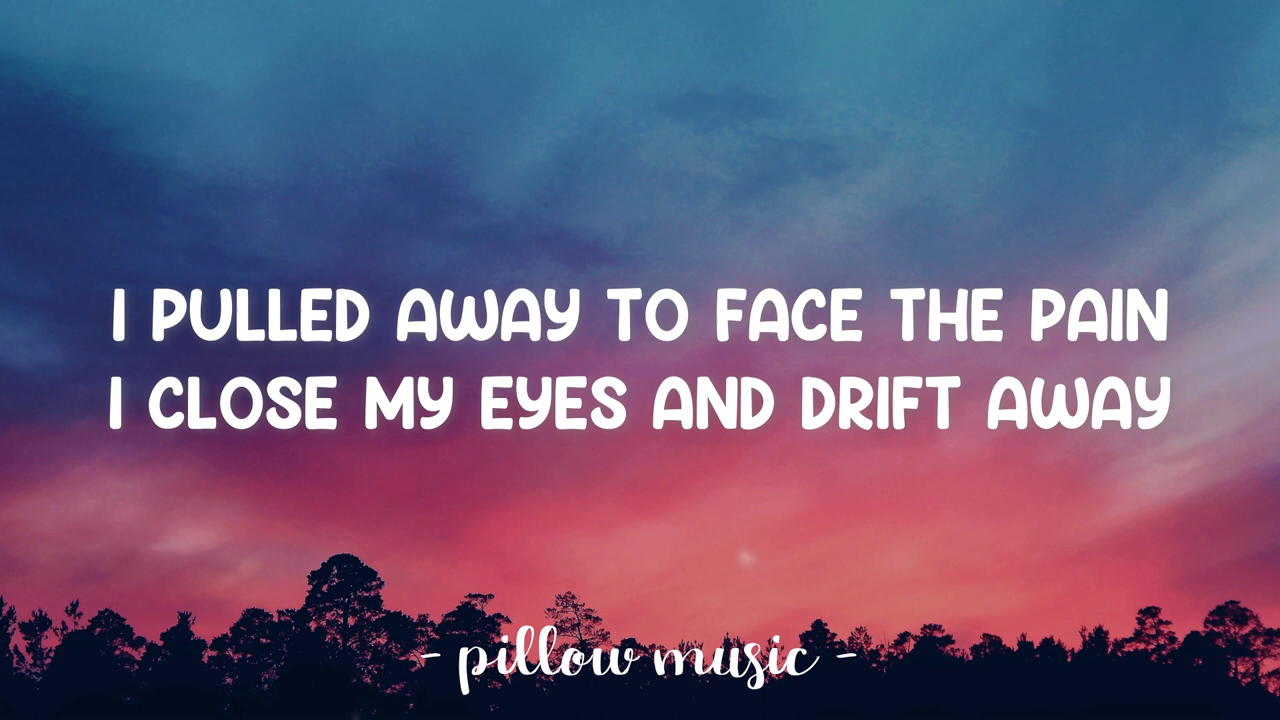 I PULLED AWAY TO FACE THE PAIN
I CLOSE MY EYES AND DRIFT AWAY
- pillow music -